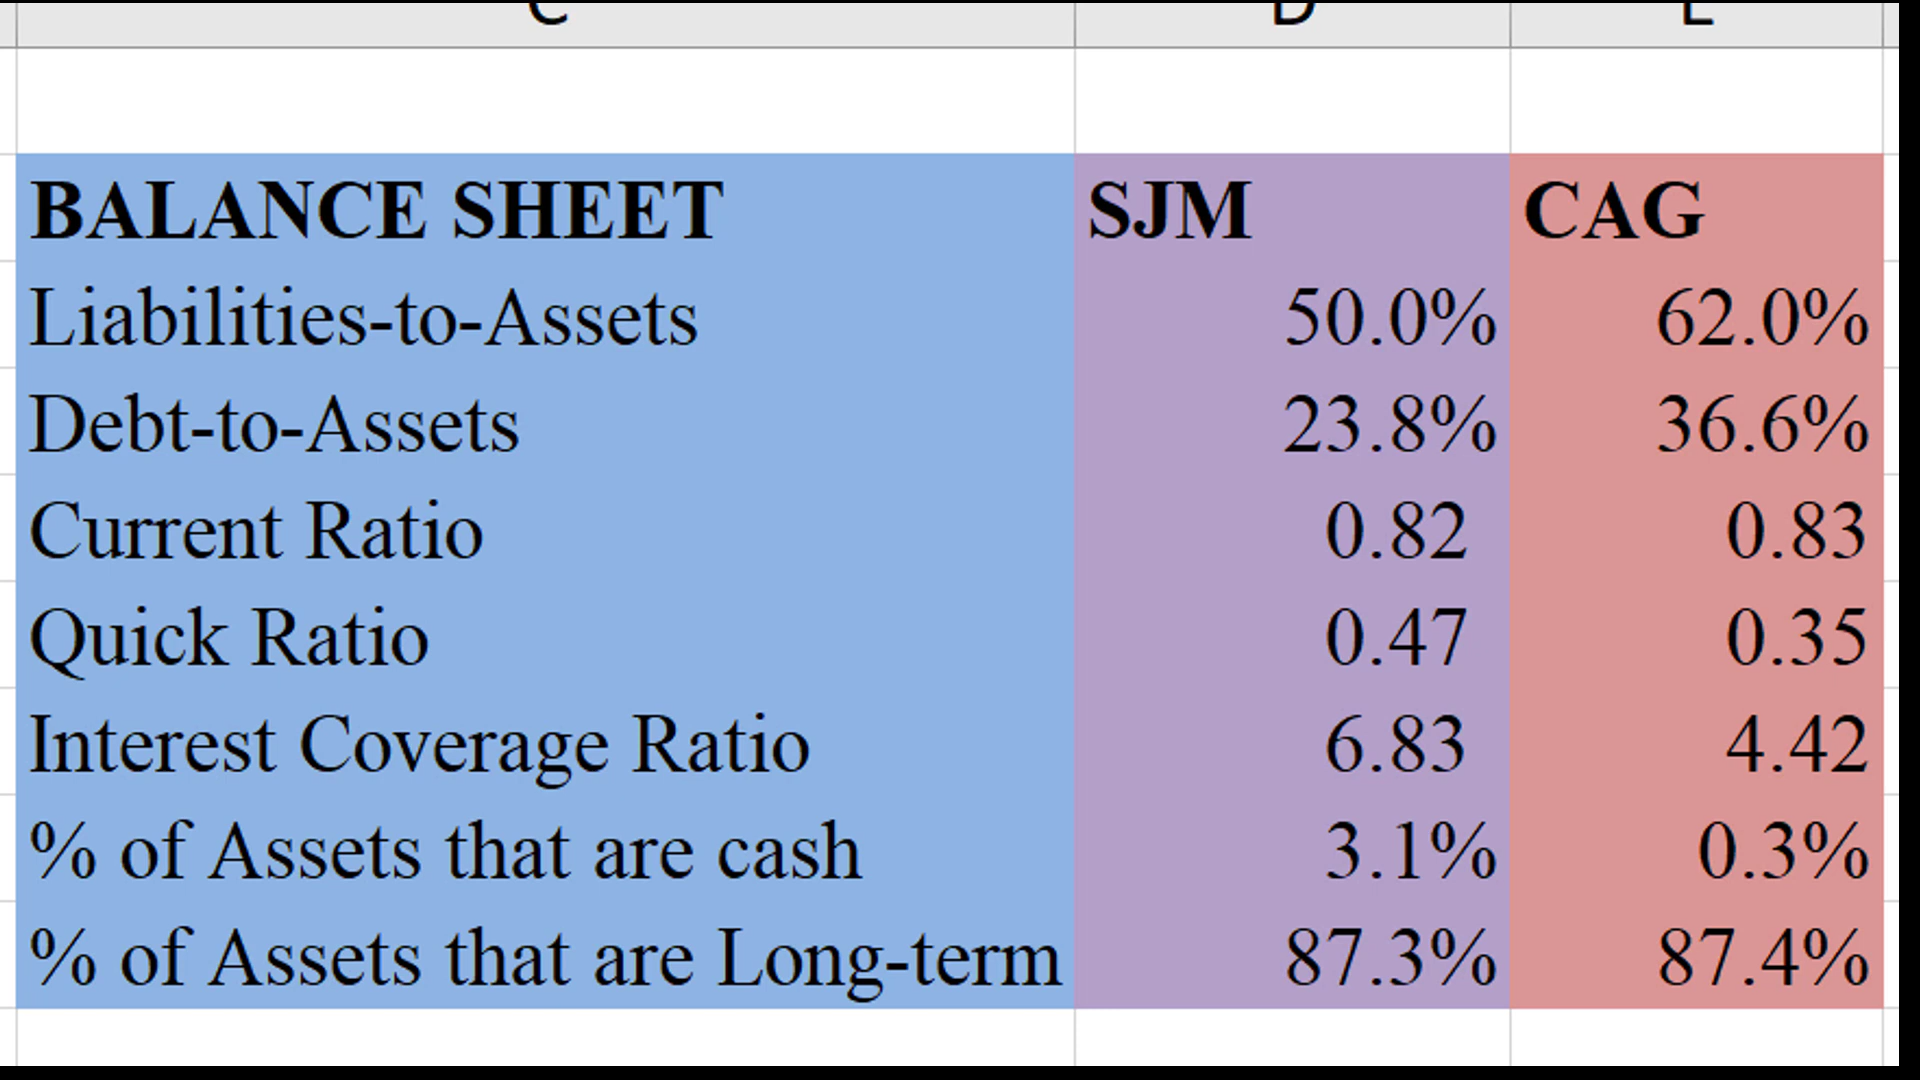 C D E
BALANCE SHEET SJM CAG
Liabilities-to-Assets 50.0% 62.0%
Debt-to-Assets 23.8% 36.6%
Current Ratio 0.82 0.83
Quick Ratio 0.47 0.35
Interest Coverage Ratio 6.83 4.42
% of Assets that are cash 3.1% 0.3%
% of Assets that are Long-term 87.3% 87.4%